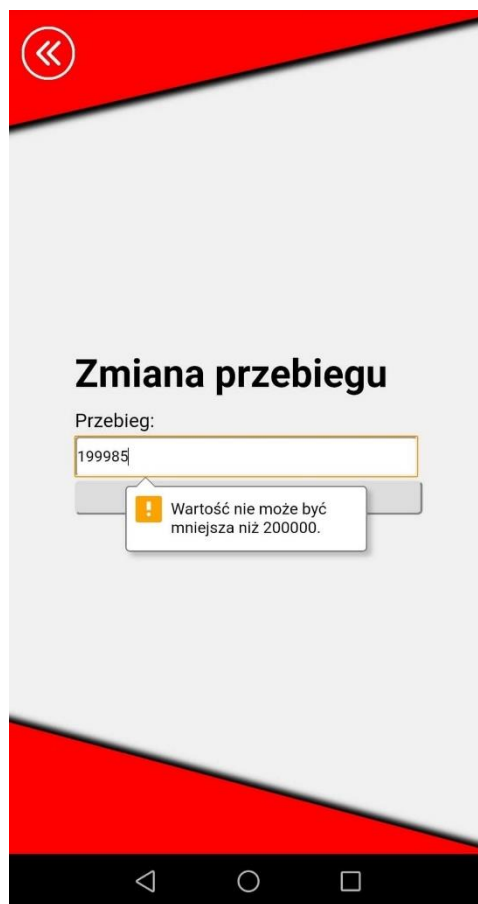 Zmiana przebiegu
Przebieg:
199985
Wartość nie może być
mniejsza niż 200000.